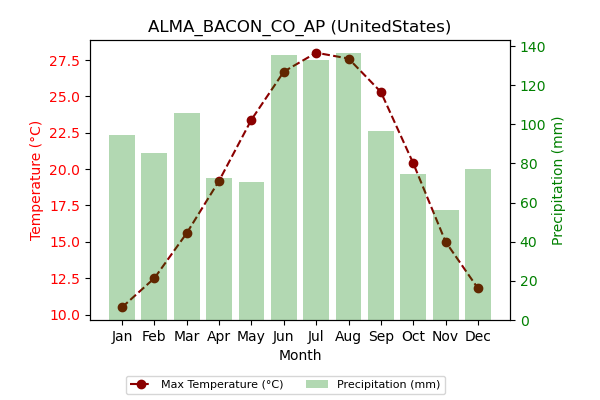 ALMA_BACON_CO_AP (UnitedStates)
27.5
25.0
22.5
20.0
17.5
15.0
12.5
10.0
Temperature (°C)
140
120
100
80
60
40
20
0
Precipitation (mm)
Jan Feb Mar Apr May Jun Jul Aug Sep Oct Nov Dec
Month
Max Temperature (°C) Precipitation (mm)